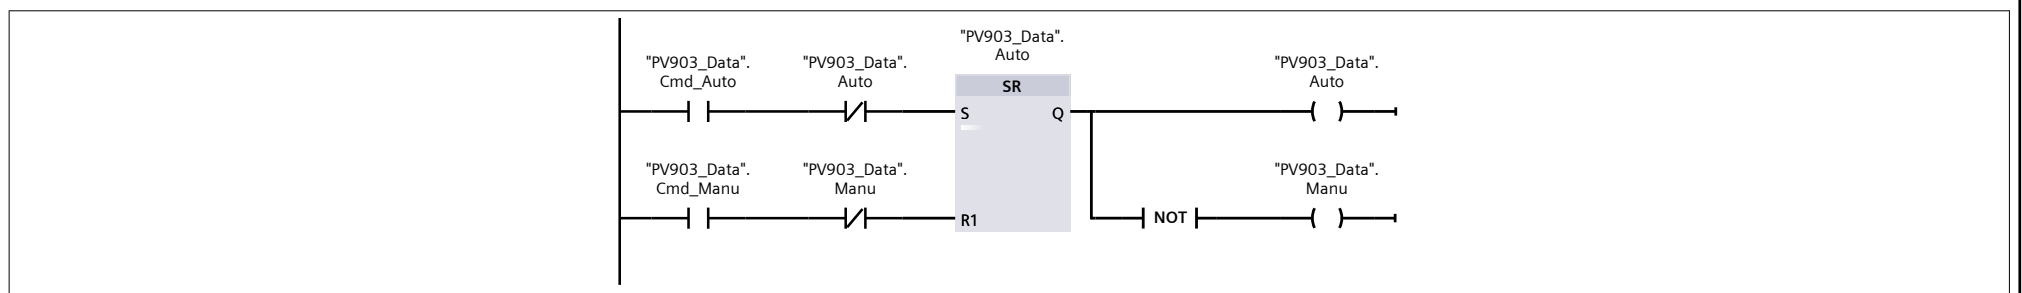 "PV903_Data".
Auto
"PV903_Data".
Cmd_Auto
"PV903_Data".
Auto
SR
"PV903_Data".
Auto
S
Q
"PV903_Data".
Cmd_Manu
"PV903_Data".
Manu
"PV903_Data".
Manu
R1
NOT